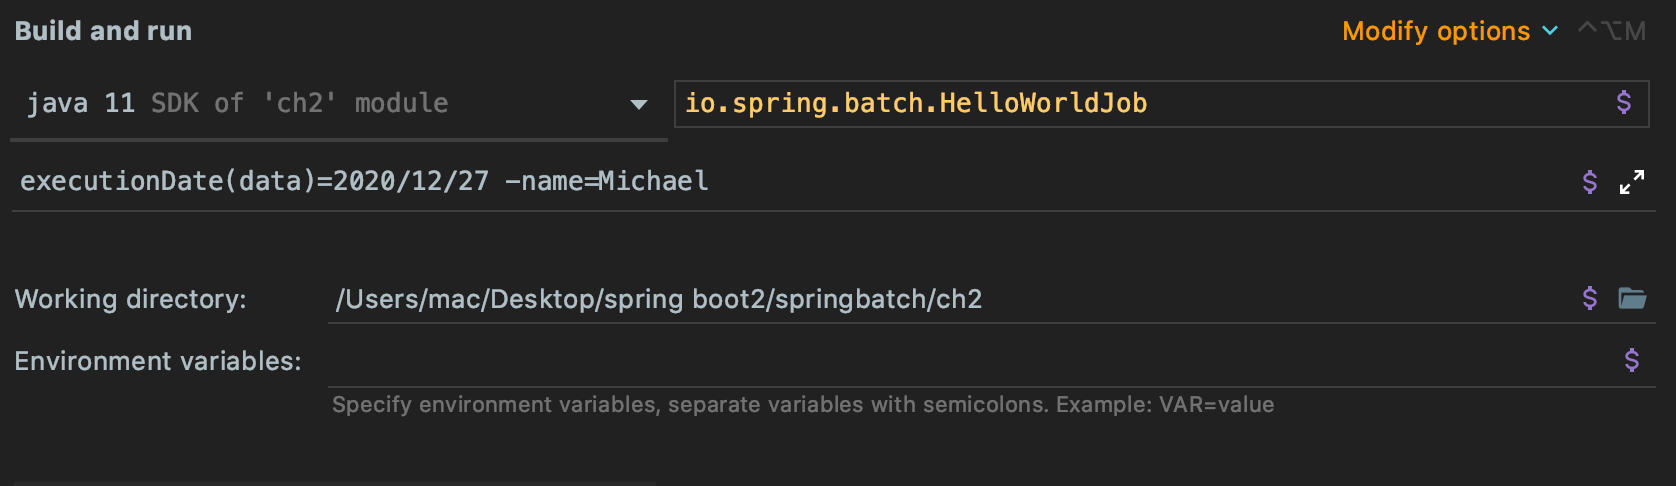 Build and run
Modify options ⌃⌥M
java 11 SDK of 'ch2' module
io.spring.batch.HelloWorldJob $
executionDate(data)=2020/12/27 -name=Michael $
Working directory: /Users/mac/Desktop/spring boot2/springbatch/ch2 $
Environment variables: $
Specify environment variables, separate variables with semicolons. Example: VAR=value